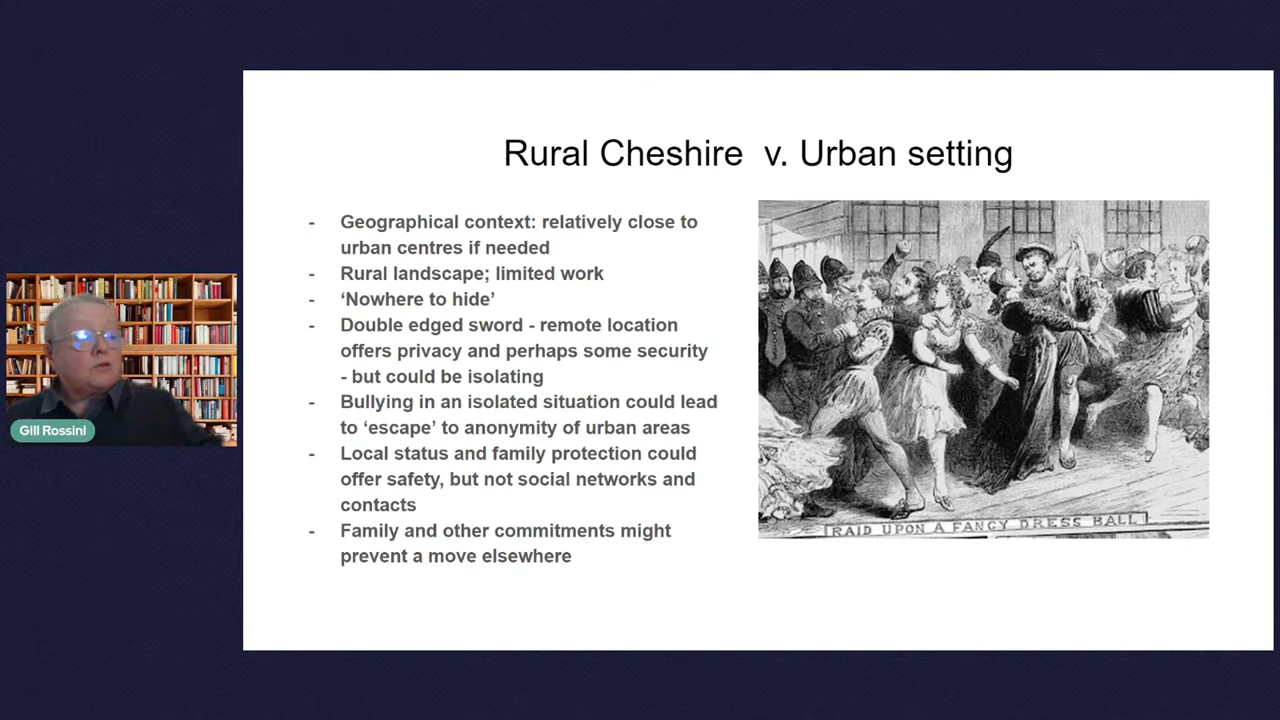 Rural Cheshire v. Urban setting
- Geographical context: relatively close to
urban centres if needed
- Rural landscape; limited work
- ‘Nowhere to hide’
- Double edged sword - remote location
offers privacy and perhaps some security
- but could be isolating
- Bullying in an isolated situation could lead
to ‘escape’ to anonymity of urban areas
- Local status and family protection could
offer safety, but not social networks and
contacts
- Family and other commitments might
prevent a move elsewhere
RAID UPON A FANCY DRESS BALL
Gill Rossini